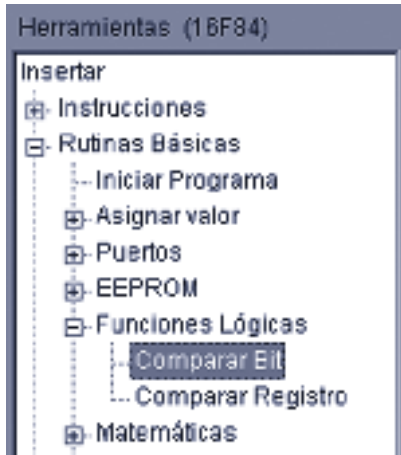 Herramientas (16F84)
Insertar
Instrucciones
Rutinas Básicas
Iniciar Programa
Asignar valor
Puertos
EEPROM
Funciones Lógicas
Comparar Bit
Comparar Registro
Matemáticas